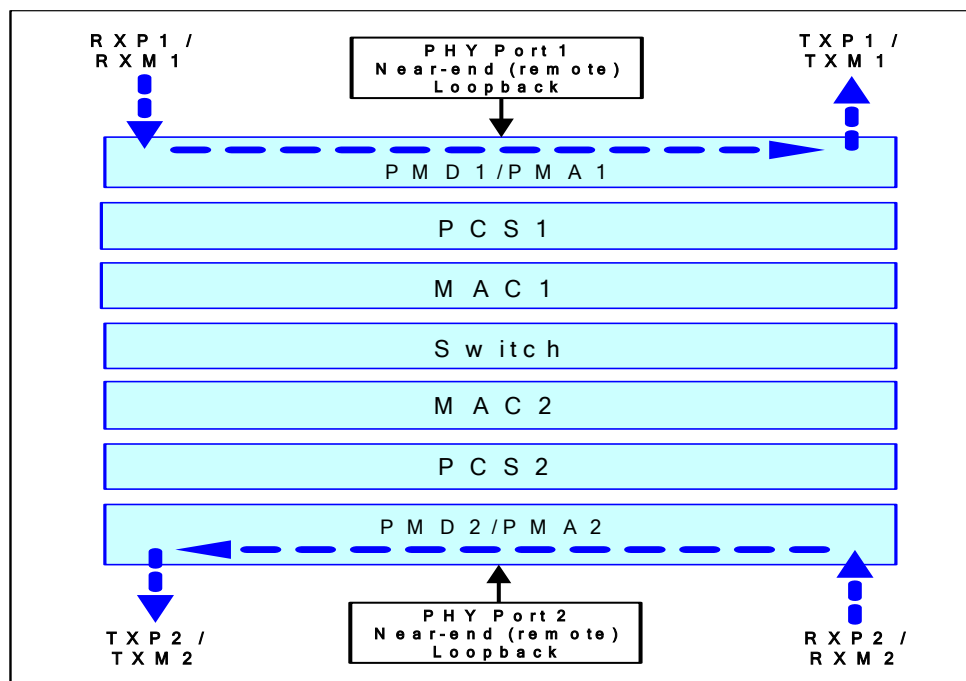 RXP1 /
RXM1
PHY Port 1
Near-end (remote)
Loopback
TXP1 /
TXM1
PMD1/PMA1
PCS1
MAC1
Switch
MAC2
PCS2
PMD2/PMA2
TXP2 /
TXM2
PHY Port 2
Near-end (remote)
Loopback
RXP2 /
RXM2